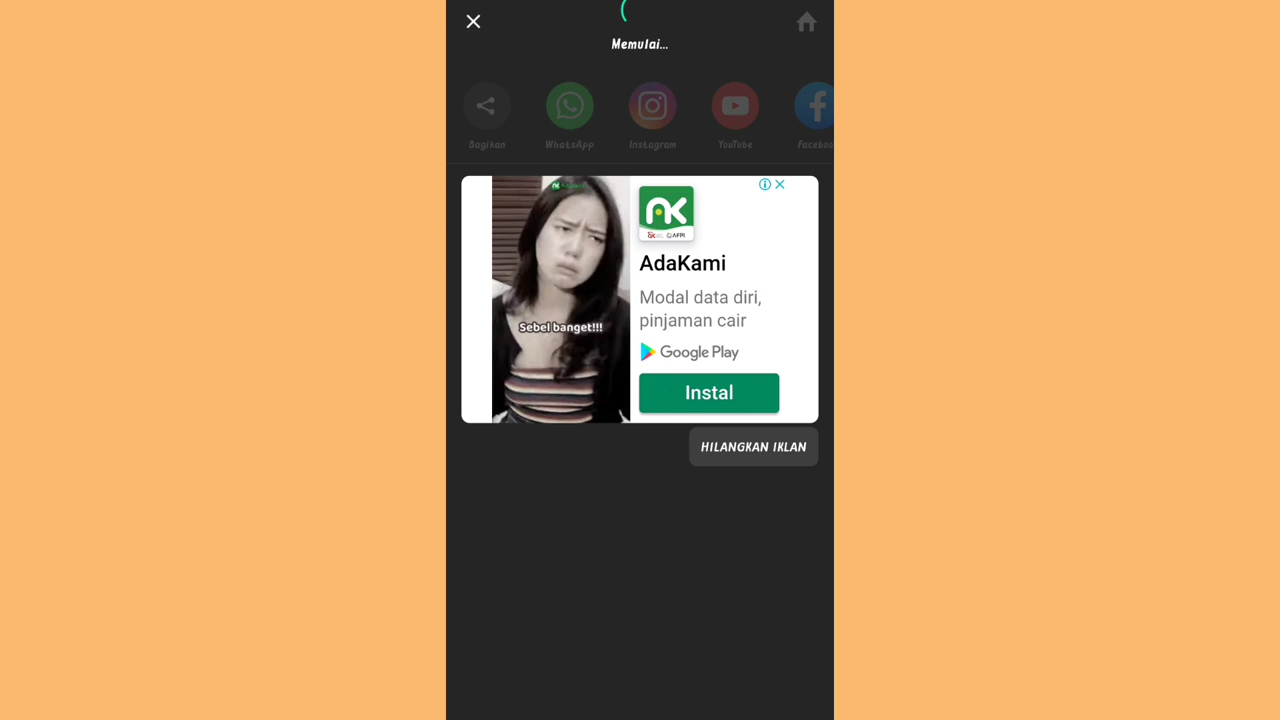 Memulai...
Bagikan
WhatsApp
Instagram
YouTube
Faceboo
Sebel banget!!!
AFPI
AdaKami
Modal data diri,
pinjaman cair
Google Play
Instal
HILANGKAN IKLAN